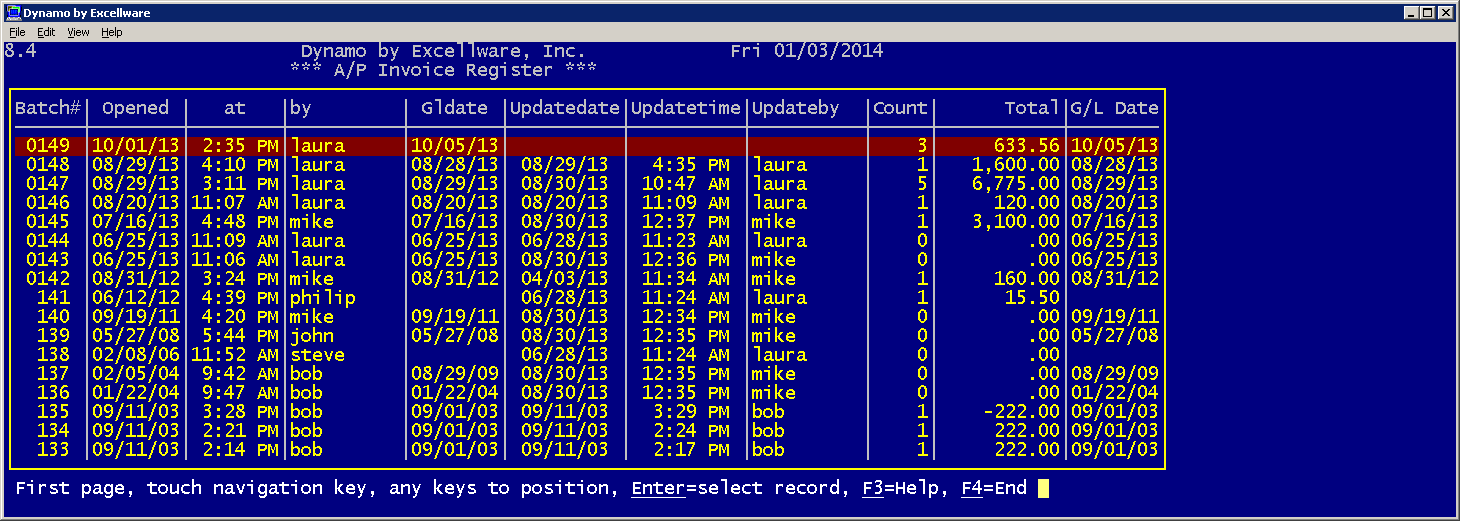 Dynamo by Excellware
File Edit View Help
8.4 Dynamo by Excellware, Inc. Fri 01/03/2014
*** A/P Invoice Register ***
Batch# Opened at by Gldate Updatedate Updatetime Updateby Count Total G/L Date
0149 10/01/13 2:35 PM laura 10/05/13 3 633.56 10/05/13
0148 08/29/13 4:10 PM laura 08/28/13 08/29/13 4:35 PM laura 1 1,600.00 08/28/13
0147 08/29/13 3:11 PM laura 08/29/13 08/30/13 10:47 AM laura 5 6,775.00 08/29/13
0146 08/20/13 11:07 AM laura 08/20/13 08/20/13 11:09 AM laura 1 120.00 08/20/13
0145 07/16/13 4:48 PM mike 07/16/13 08/30/13 12:37 PM mike 1 3,100.00 07/16/13
0144 06/25/13 11:09 AM laura 06/25/13 06/28/13 11:23 AM laura 0 .00 06/25/13
0143 06/25/13 11:06 AM laura 06/25/13 08/30/13 12:36 PM mike 0 .00 06/25/13
0142 08/31/12 3:24 PM mike 08/31/12 04/03/13 11:34 AM mike 1 160.00 08/31/12
141 06/12/12 4:39 PM philip 06/28/13 11:24 AM laura 1 15.50
140 09/19/11 4:20 PM mike 09/19/11 08/30/13 12:34 PM mike 0 .00 09/19/11
139 05/27/08 5:44 PM john 05/27/08 08/30/13 12:35 PM mike 0 .00 05/27/08
138 02/08/06 11:52 AM steve 06/28/13 11:24 AM laura 0 .00
137 02/05/04 9:42 AM bob 08/29/09 08/30/13 12:35 PM mike 0 .00 08/29/09
136 01/22/04 9:47 AM bob 01/22/04 08/30/13 12:35 PM mike 0 .00 01/22/04
135 09/11/03 3:28 PM bob 09/01/03 09/11/03 3:29 PM bob 1 -222.00 09/01/03
134 09/11/03 2:21 PM bob 09/01/03 09/11/03 2:24 PM bob 1 222.00 09/01/03
133 09/11/03 2:14 PM bob 09/01/03 09/11/03 2:17 PM bob 1 222.00 09/01/03
First page, touch navigation key, any keys to position, Enter=select record, F3=Help, F4=End